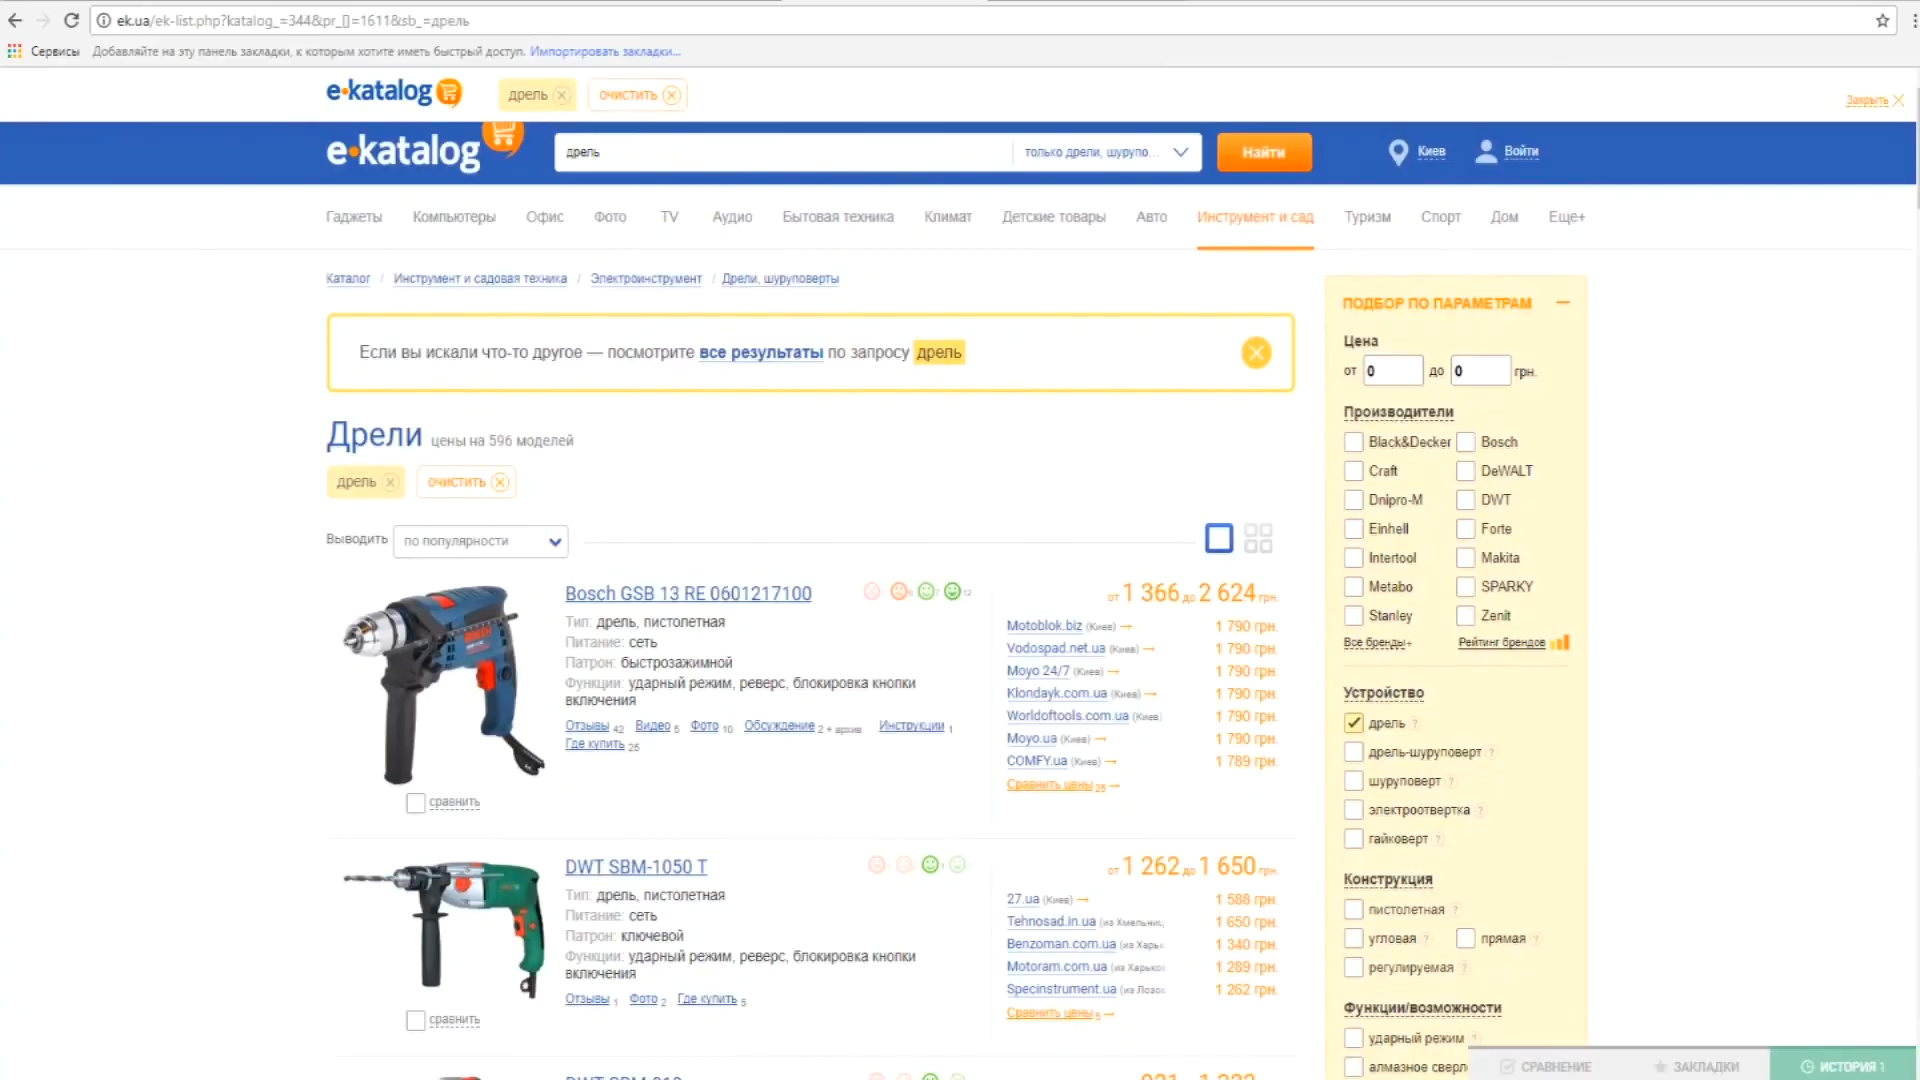 ek.ua/ek-list.php?katalog_=344&pr_[]=1611&sb_=дрель
Сервисы Добавляйте на эту панель закладки, к которым хотите иметь быстрый доступ. Импортировать закладки...
e-katalog дрель очистить Закрыть
e-katalog дрель только дрели, шурупо... Найти Киев Войти
Гаджеты Компьютеры Офис Фото TV Аудио Бытовая техника Климат Детские товары Авто Инструмент и сад Туризм Спорт Дом Еще+
Каталог / Инструмент и садовая техника / Электроинструмент / Дрели, шуруповерты
Если вы искали что-то другое — посмотрите все результаты по запросу дрель
Дрели цены на 596 моделей
дрель очистить
Выводить по популярности
Bosch GSB 13 RE 0601217100
Тип: дрель, пистолетная
Питание: сеть
Патрон: быстрозажимной
Функции: ударный режим, реверс, блокировка кнопки
включения
Отзывы 42 Видео 5 Фото 10 Обсуждение 2 + архив Инструкции 1
Где купить 25
сравнить
от 1 366 до 2 624 грн.
Motoblok.biz (Киев) → 1 790 грн.
Vodospad.net.ua (Киев) → 1 790 грн.
Moyo 24/7 (Киев) → 1 790 грн.
Klondayk.com.ua (Киев) → 1 790 грн.
Worldoftools.com.ua (Киев) 1 790 грн.
Moyo.ua (Киев) → 1 790 грн.
COMFY.ua (Киев) → 1 789 грн.
Сравнить цены 25 →
DWT SBM-1050 T
Тип: дрель, пистолетная
Питание: сеть
Патрон: ключевой
Функции: ударный режим, реверс, блокировка кнопки
включения
Отзывы 1 Фото 2 Где купить 5
сравнить
от 1 262 до 1 650 грн.
27.ua (Киев) → 1 588 грн.
Tehnosad.in.ua (из Хмельниц 1 650 грн.
Benzoman.com.ua (из Харьк 1 340 грн.
Motoram.com.ua (из Харько 1 289 грн.
Specinstrument.ua (из Лозо 1 262 грн.
Сравнить цены 5 →
ПОДБОР ПО ПАРАМЕТРАМ
Цена
от 0 до 0 грн.
Производители
Black&Decker Bosch
Craft DeWALT
Dnipro-M DWT
Einhell Forte
Intertool Makita
Metabo SPARKY
Stanley Zenit
Все бренды+ Рейтинг брендов
Устройство
дрель ?
дрель-шуруповерт ?
шуруповерт ?
электроотвертка ?
гайковерт ?
Конструкция
пистолетная ?
угловая ? прямая ?
регулируемая ?
Функции/возможности
ударный режим ?
алмазное сверл
СРАВНЕНИЕ ЗАКЛАДКИ ИСТОРИЯ 1